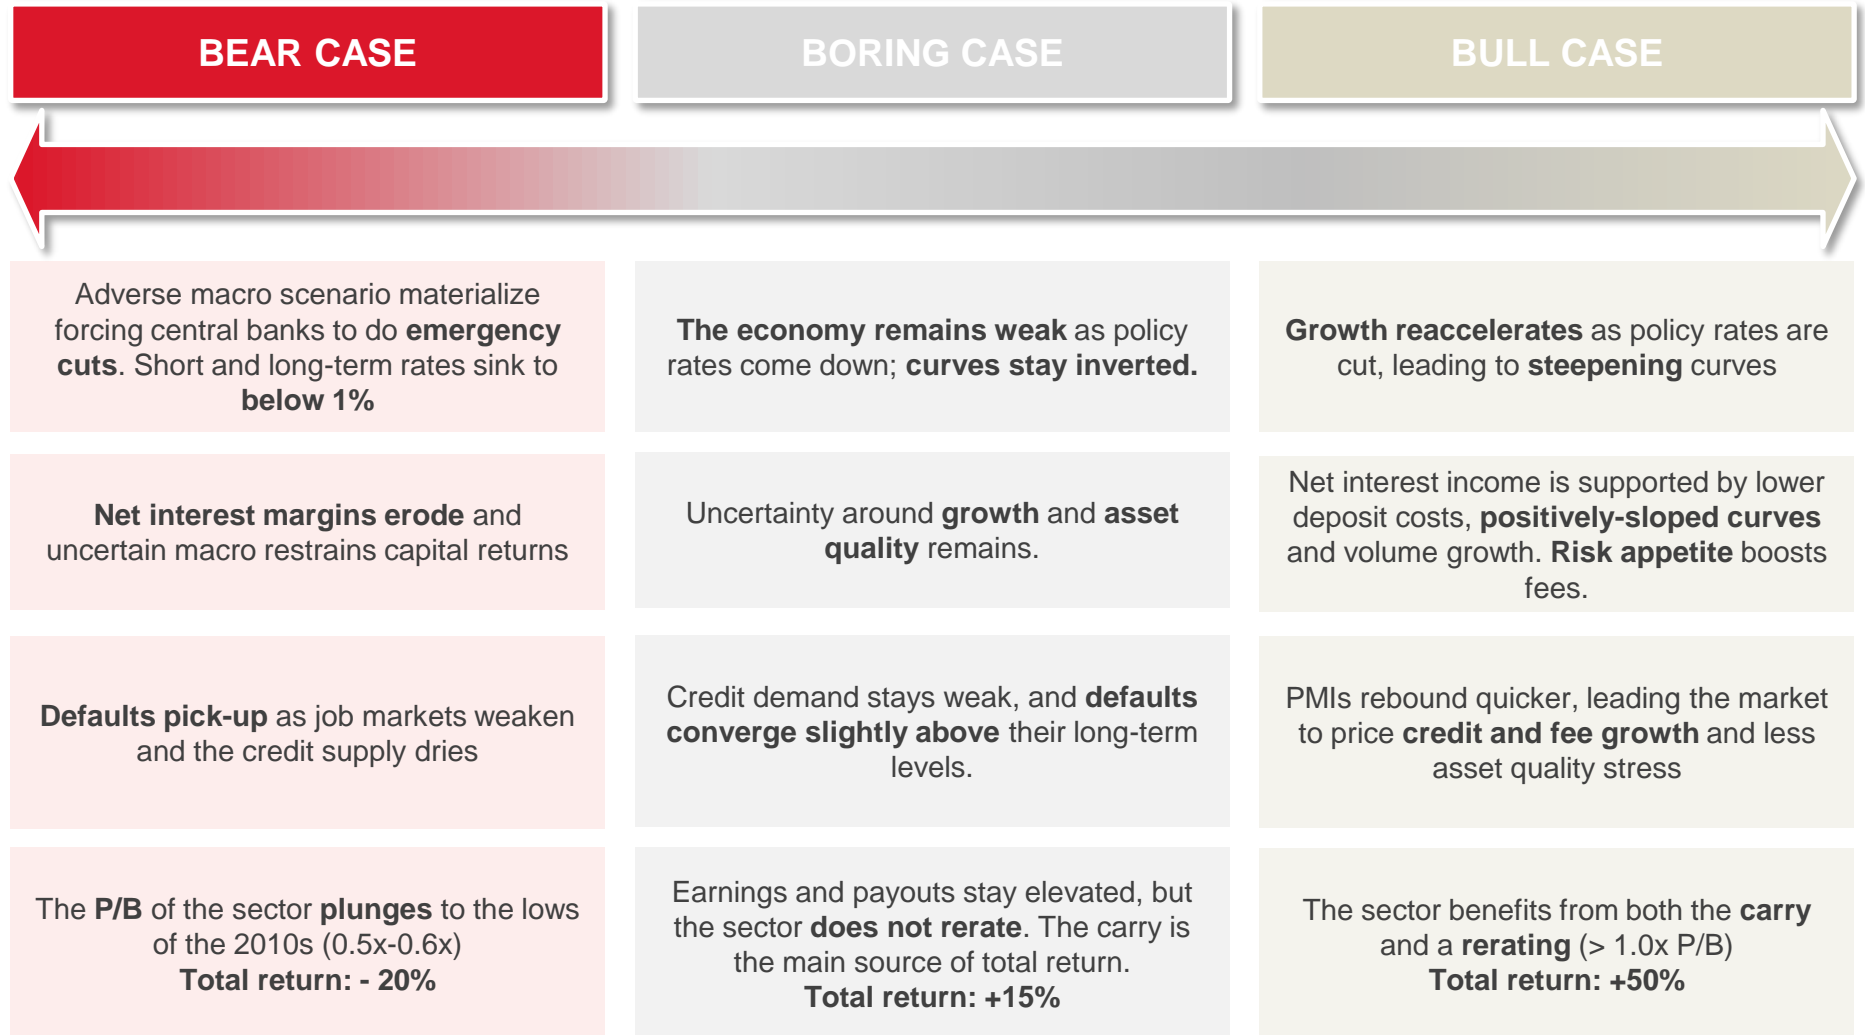 BEAR CASE
BORING CASE
BULL CASE
Adverse macro scenario materialize
forcing central banks to do emergency
cuts. Short and long-term rates sink to
below 1%
The economy remains weak as policy
rates come down; curves stay inverted.
Growth reaccelerates as policy rates are
cut, leading to steepening curves
Net interest margins erode and
uncertain macro restrains capital returns
Uncertainty around growth and asset
quality remains.
Net interest income is supported by lower
deposit costs, positively-sloped curves
and volume growth. Risk appetite boosts
fees.
Defaults pick-up as job markets weaken
and the credit supply dries
Credit demand stays weak, and defaults
converge slightly above their long-term
levels.
PMIs rebound quicker, leading the market
to price credit and fee growth and less
asset quality stress
The P/B of the sector plunges to the lows
of the 2010s (0.5x-0.6x)
Total return: - 20%
Earnings and payouts stay elevated, but
the sector does not rerate. The carry is
the main source of total return.
Total return: +15%
The sector benefits from both the carry
and a rerating (> 1.0x P/B)
Total return: +50%